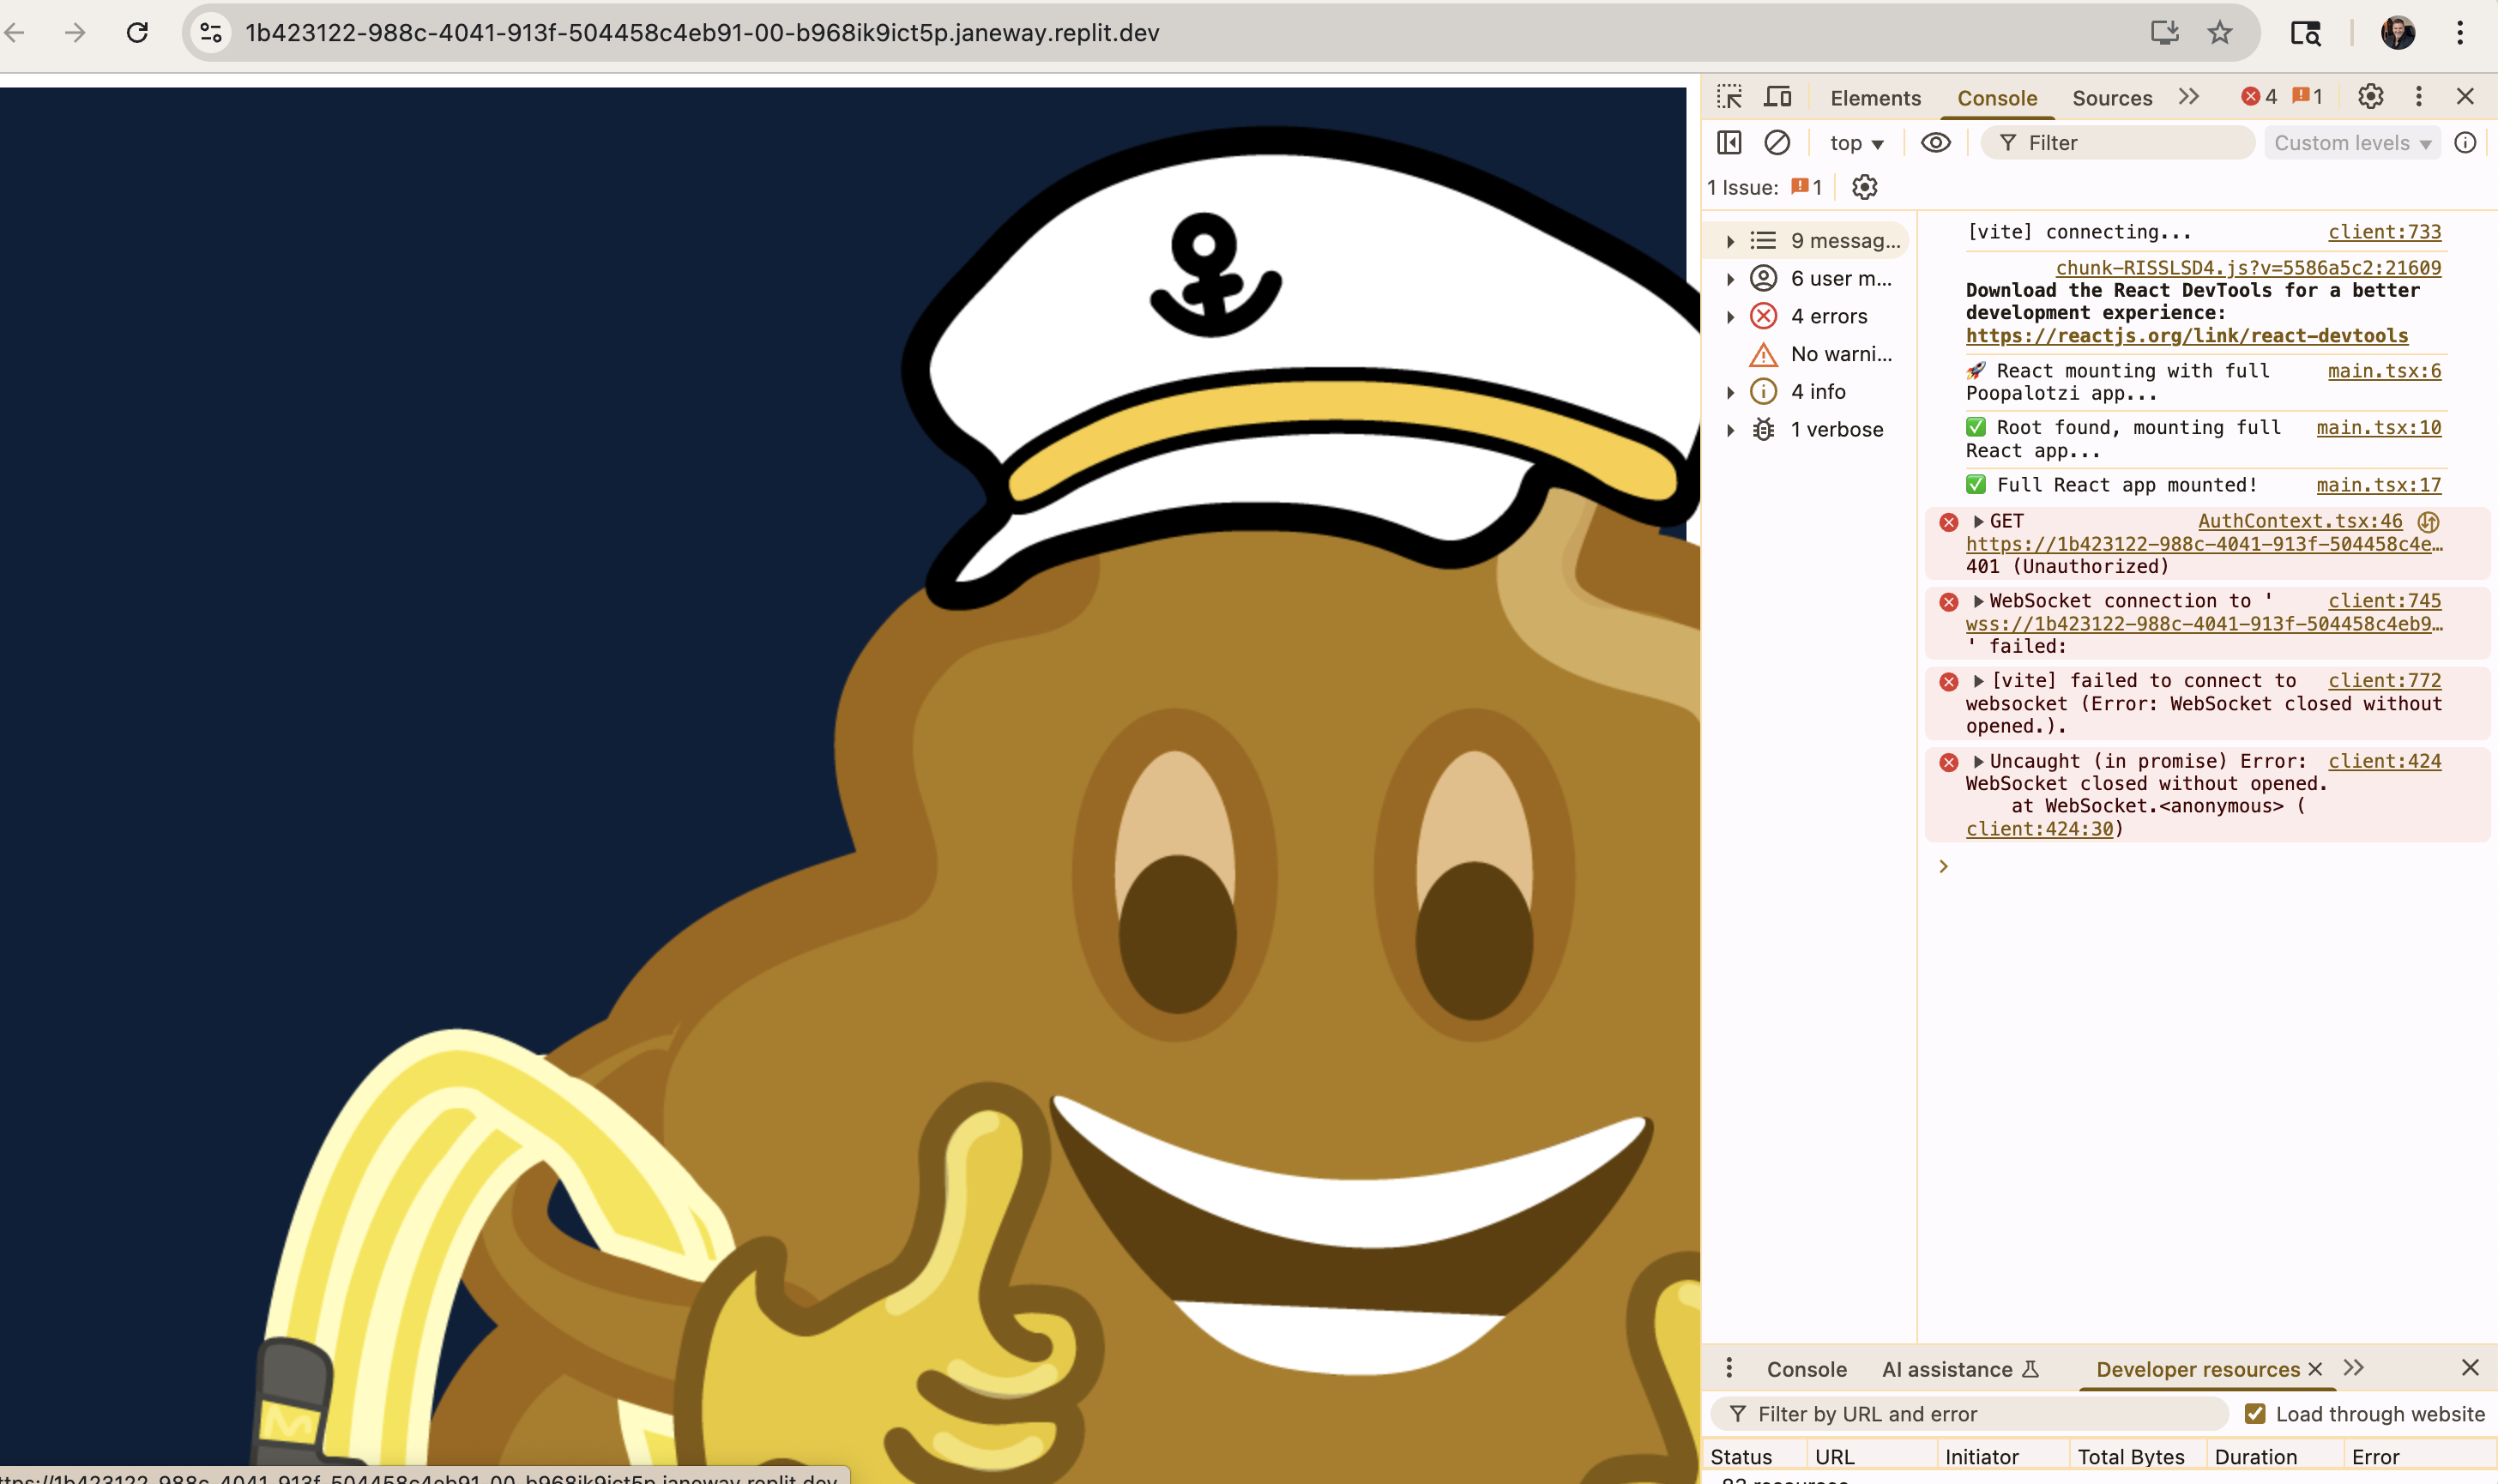 1b423122-988c-4041-913f-504458c4eb91-00-b968ik9ict5p.janeway.replit.dev
Elements Console Sources 4 1
top Filter Custom levels
1 Issue: 1
9 messag...
6 user m...
4 errors
No warni...
4 info
1 verbose
[vite] connecting... client:733
chunk-RISSLSD4.js?v=5586a5c2:21609
Download the React DevTools for a better
development experience:
https://reactjs.org/link/react-devtools
🚀 React mounting with full main.tsx:6
Poopalotzi app...
✅ Root found, mounting full main.tsx:10
React app...
✅ Full React app mounted! main.tsx:17
GET AuthContext.tsx:46
https://1b423122-988c-4041-913f-504458c4e…
401 (Unauthorized)
WebSocket connection to ' client:745
wss://1b423122-988c-4041-913f-504458c4eb9…
' failed:
[vite] failed to connect to client:772
websocket (Error: WebSocket closed without
opened.).
Uncaught (in promise) Error: client:424
WebSocket closed without opened.
at WebSocket.<anonymous> (
client:424:30)
Console AI assistance Developer resources
Filter by URL and error Load through website
Status URL Initiator Total Bytes Duration Error
ttps://1b423122-988c-4041-913f-504458c4eb91-00-b968ik9ict5p.janeway.replit.dev